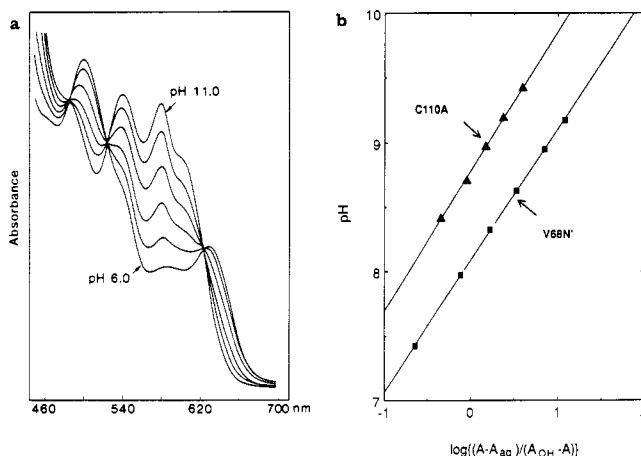 a
Absorbance
pH 11.0
pH 6.0
460 540 620 700 nm
b
pH
10
9
8
7
C110A
V68N'
-1 0 1 2
log{(A-Aaq)/(AOH-A)}